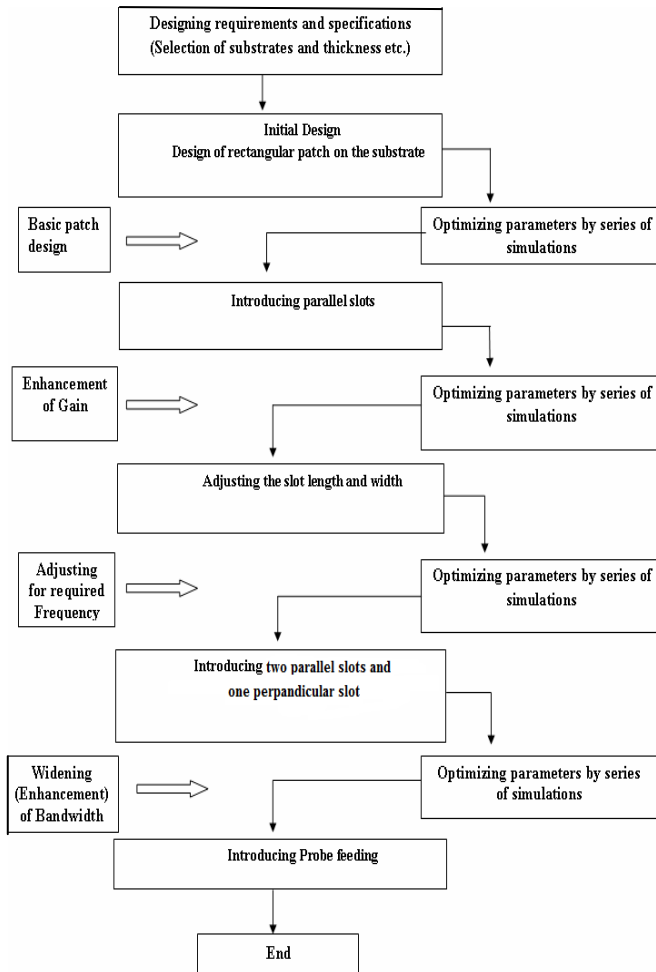 Designing requirements and specifications
(Selection of substrates and thickness etc.)
Initial Design
Design of rectangular patch on the substrate
Basic patch
design
Optimizing parameters by series of
simulations
Introducing parallel slots
Enhancement
of Gain
Optimizing parameters by series of
simulations
Adjusting the slot length and width
Adjusting
for required
Frequency
Optimizing parameters by series of
simulations
Introducing two parallel slots and
one perpandicular slot
Widening
(Enhancement)
of Bandwidth
Optimizing parameters by series
of simulations
Introducing Probe feeding
End